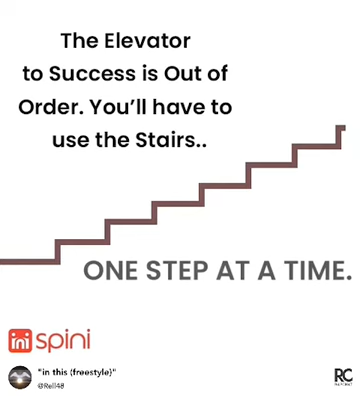 The Elevator
to Success is Out of
Order. You’ll have to
use the Stairs..
ONE STEP AT A TIME.
in! spini
"in this (freestyle)"
@Rell48
RC